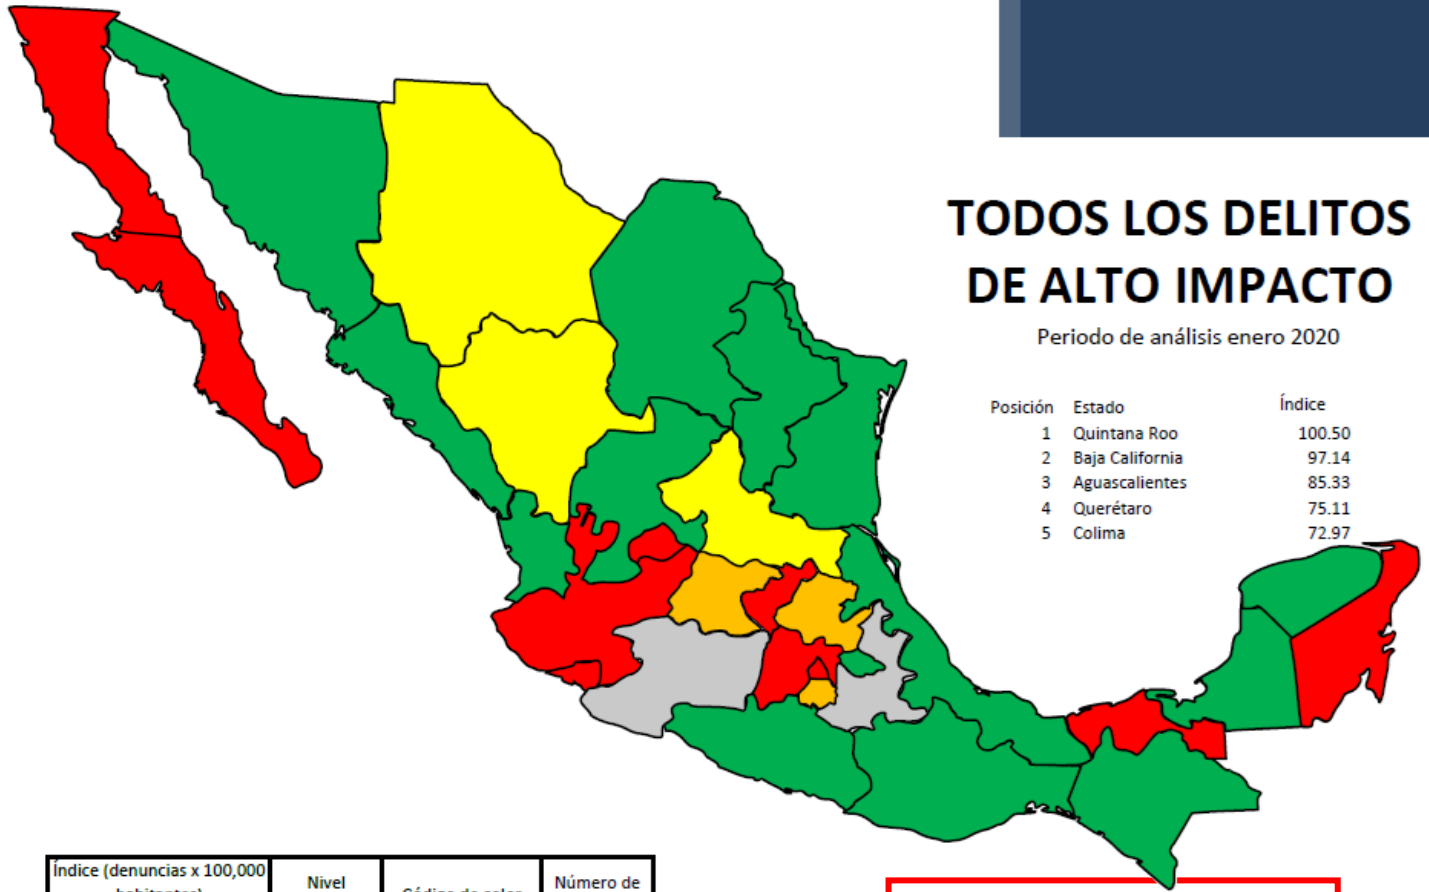 TODOS LOS DELITOS
DE ALTO IMPACTO
Periodo de análisis enero 2020
Posición Estado Índice
1 Quintana Roo 100.50
2 Baja California 97.14
3 Aguascalientes 85.33
4 Querétaro 75.11
5 Colima 72.97
Índice (denuncias x 100,000
Nivel
Número de